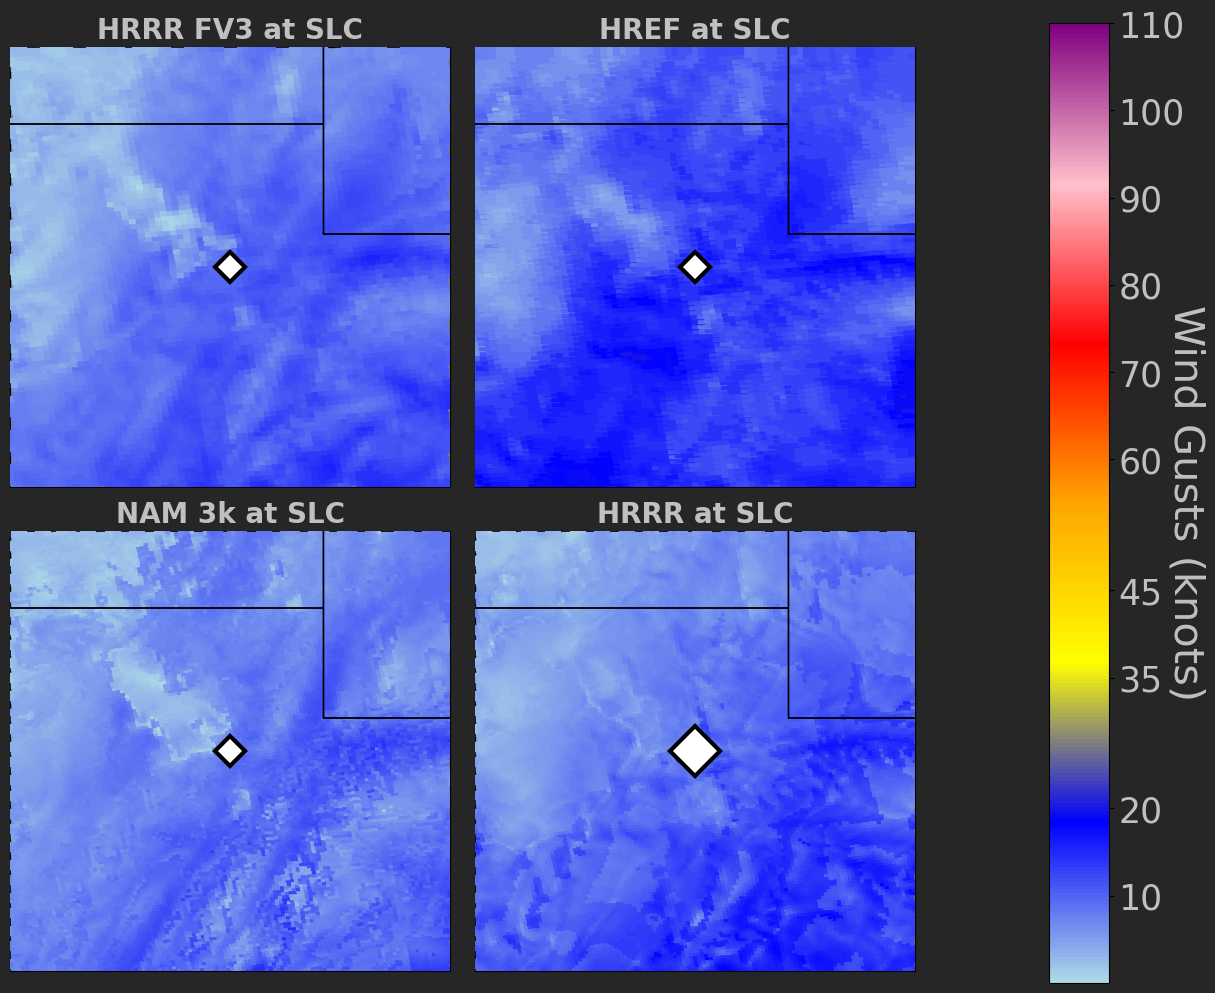 HRRR FV3 at SLC
HREF at SLC
NAM 3k at SLC
HRRR at SLC
110
100
90
80
70
60
45
35
20
10
Wind Gusts (knots)